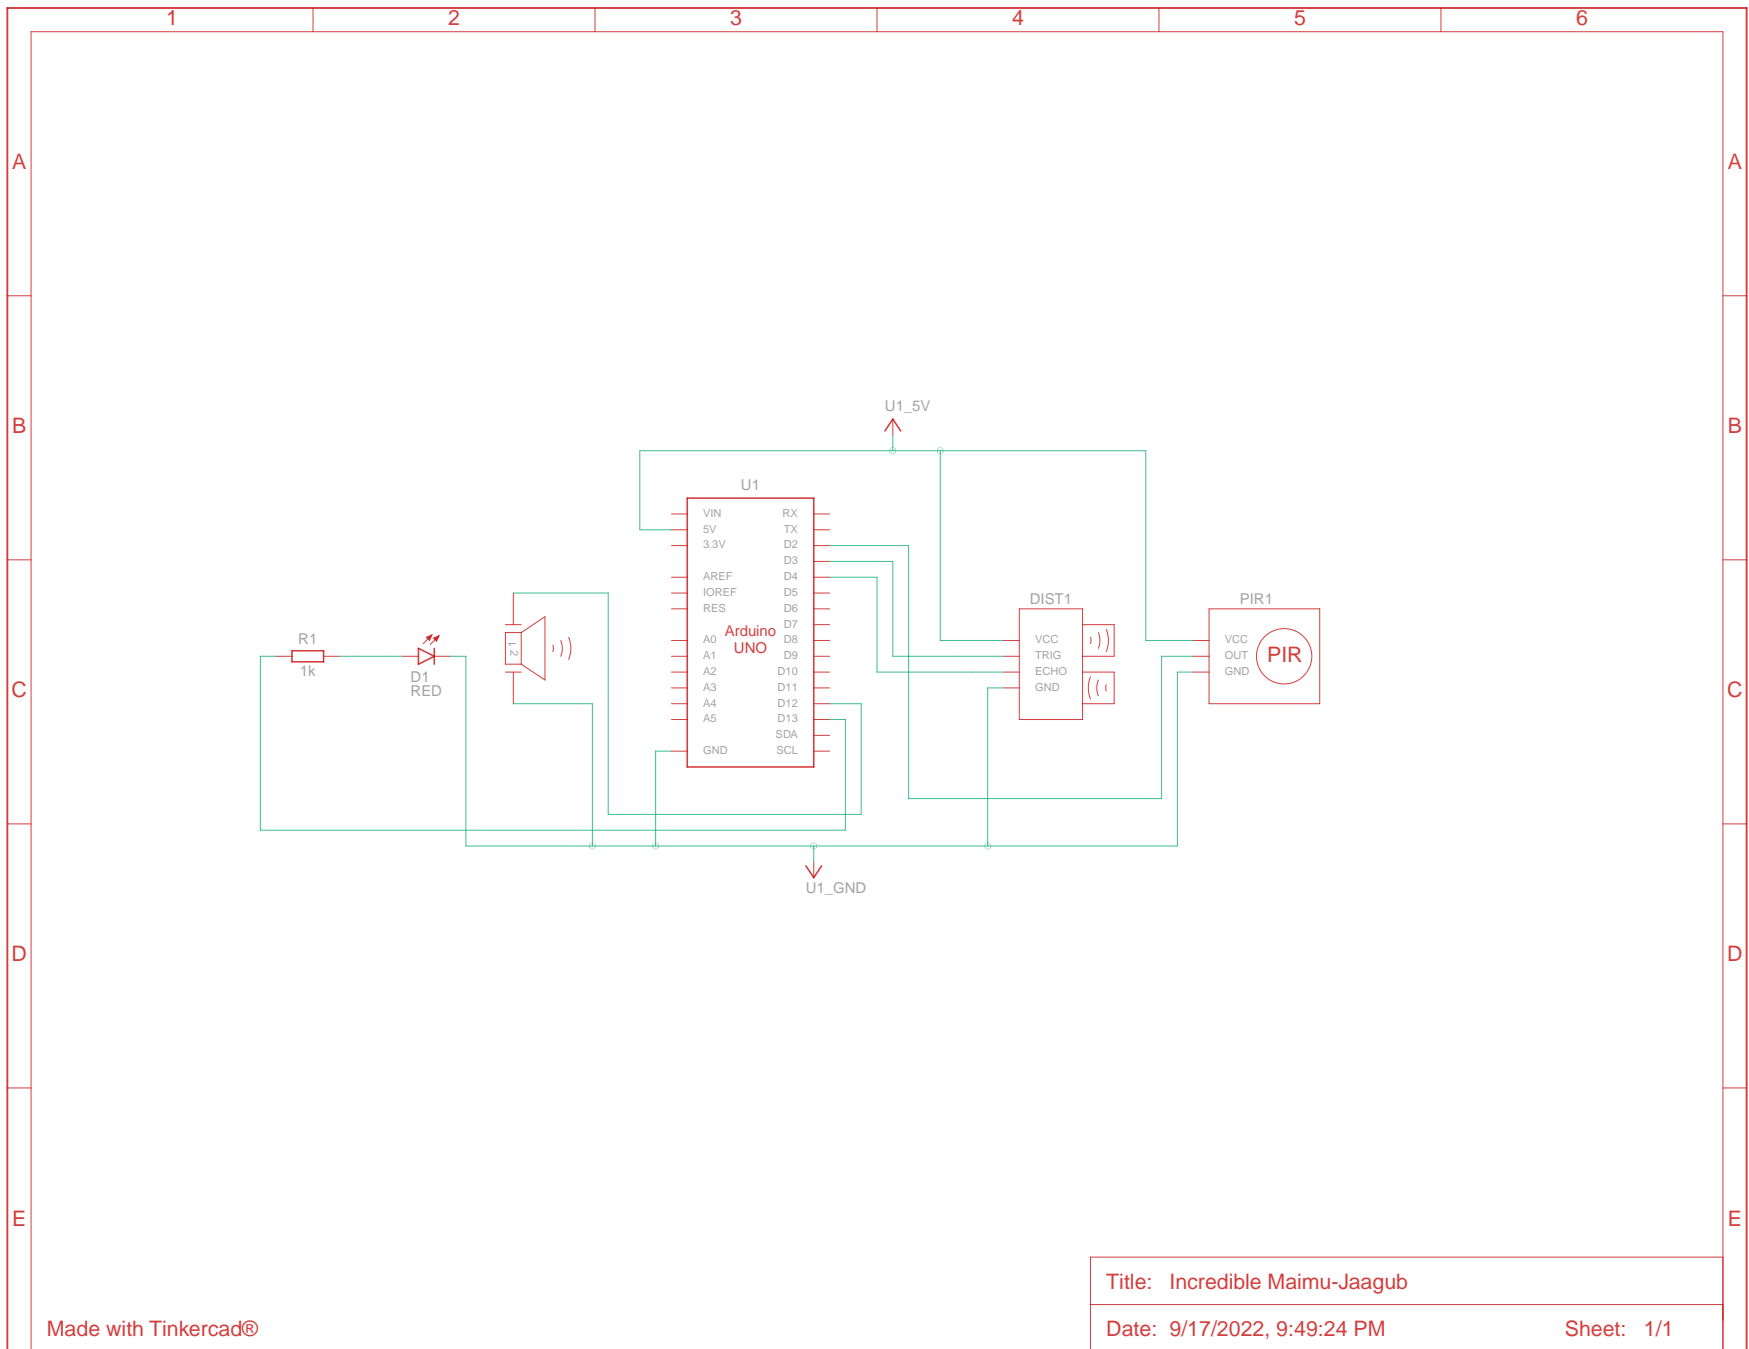 1 2 3 4 5 6
A A
B B
U1_5V
U1
VIN RX
5V TX
3.3V D2
D3
AREF D4
IOREF D5
RES D6
D7
A0 D8
A1 D9
A2 D10
A3 D11
A4 D12
A5 D13
SDA
GND SCL
Arduino
UNO
DIST1
VCC
TRIG
ECHO
GND
PIR1
VCC
OUT
GND
PIR
R1
1k
D1
RED
1 2
C C
U1_GND
D D
E E
Title: Incredible Maimu-Jaagub
Made with Tinkercad®
Date: 9/17/2022, 9:49:24 PM Sheet: 1/1